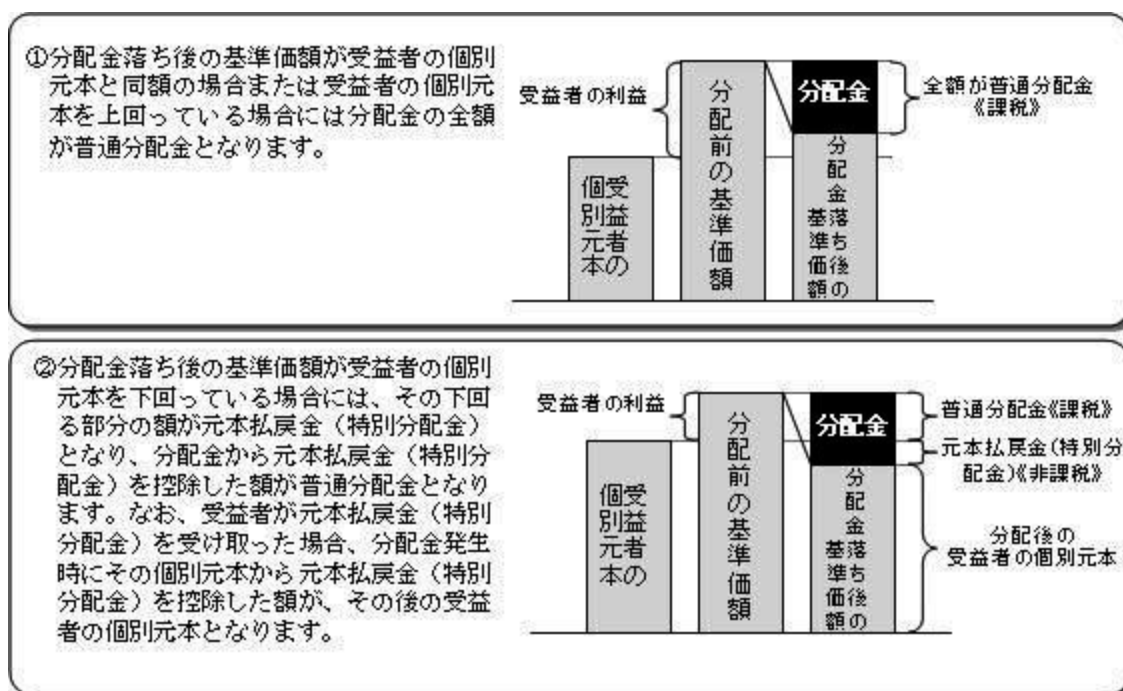 ①分配金落ち後の基準価額が受益者の個別
元本と同額の場合または受益者の個別元
本を上回っている場合には分配金の全額
が普通分配金となります。
受益者の利益
個別元本
受益者の
分配前の基準価額
分配金
分配金
基準価額
落ち後の
全額が普通分配金
《課税》
②分配金落ち後の基準価額が受益者の個別
元本を下回っている場合には、その下回
る部分の額が元本払戻金（特別分配金）
となり、分配金から元本払戻金（特別分
配金）を控除した額が普通分配金となり
ます。なお、受益者が元本払戻金（特別
分配金）を受け取った場合、分配金発生
時にその個別元本から元本払戻金（特別
分配金）を控除した額が、その後の受益
者の個別元本となります。
受益者の利益
個別元本
受益者の
分配前の基準価額
分配金
分配金
基準価額
落ち後の
普通分配金《課税》
元本払戻金(特別分
配金)《非課税》
分配後の
受益者の個別元本